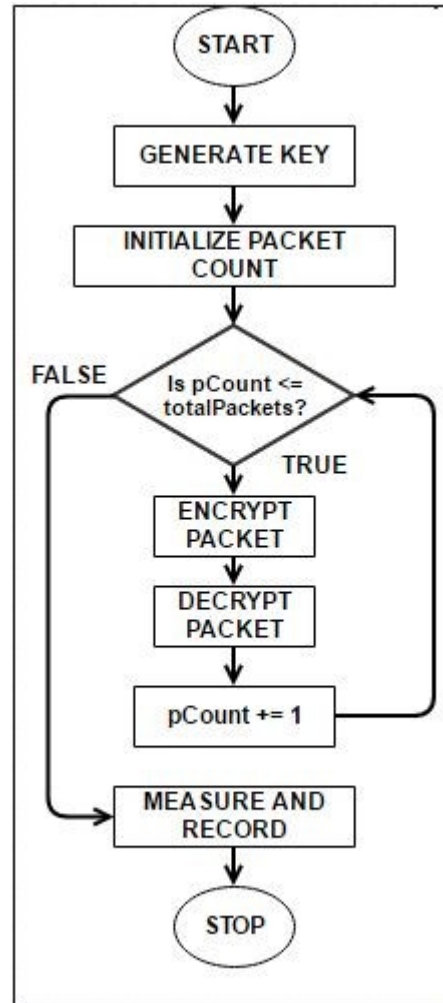 START
GENERATE KEY
INITIALIZE PACKET
COUNT
FALSE
Is pCount <=
totalPackets?
TRUE
ENCRYPT
PACKET
DECRYPT
PACKET
pCount += 1
MEASURE AND
RECORD
STOP